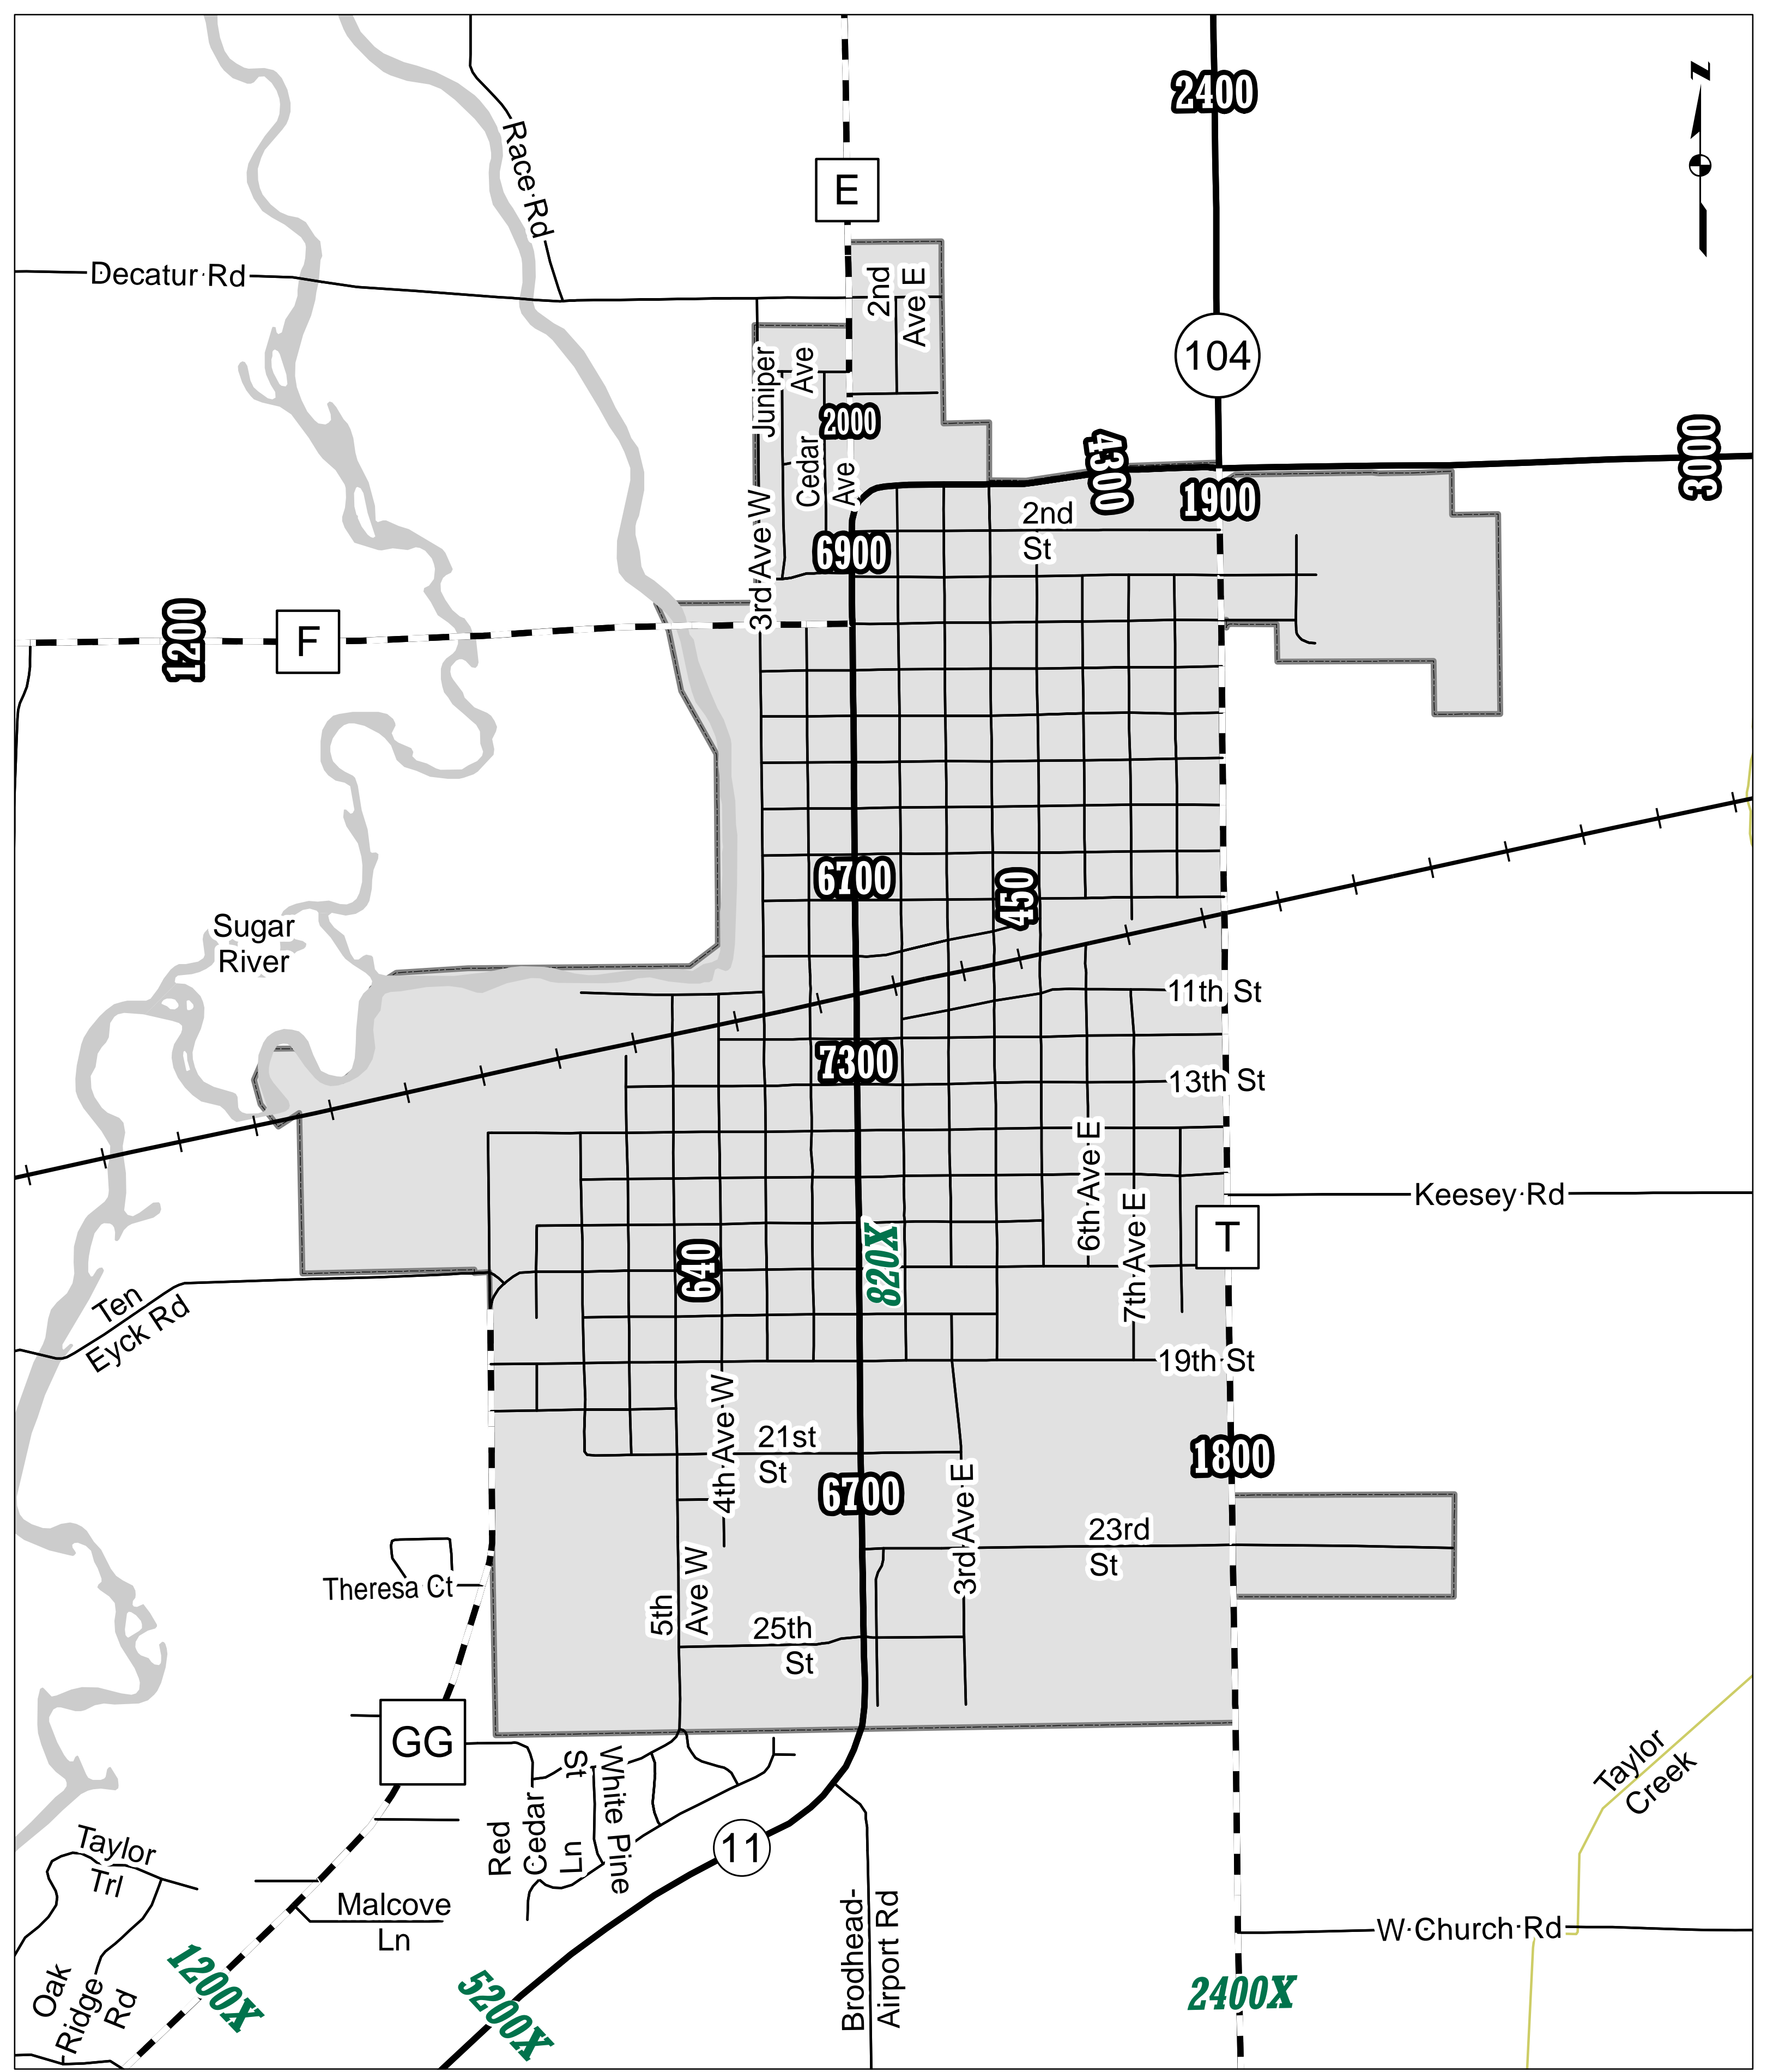 N
2400
Race Rd
E
Decatur Rd
2nd
Ave E
104
Juniper
Ave
2000
Cedar
Ave
4300
3000
1900
3rd Ave W
2nd
St
6900
1200
F
6700
450
Sugar
River
11th St
7300
13th St
6th Ave E
Keesey Rd
7th Ave E
T
820X
640
Ten
Eyck Rd
19th St
4th Ave W
21st
St
1800
6700
3rd Ave E
23rd
St
Theresa Ct
5th
Ave W
25th
St
GG
White Pine
St
Red
Cedar
Ln
11
Taylor
Creek
Taylor
Trl
Malcove
Ln
Brodhead-
Airport Rd
W Church Rd
Oak
Ridge
Rd
1200X
5200X
2400X